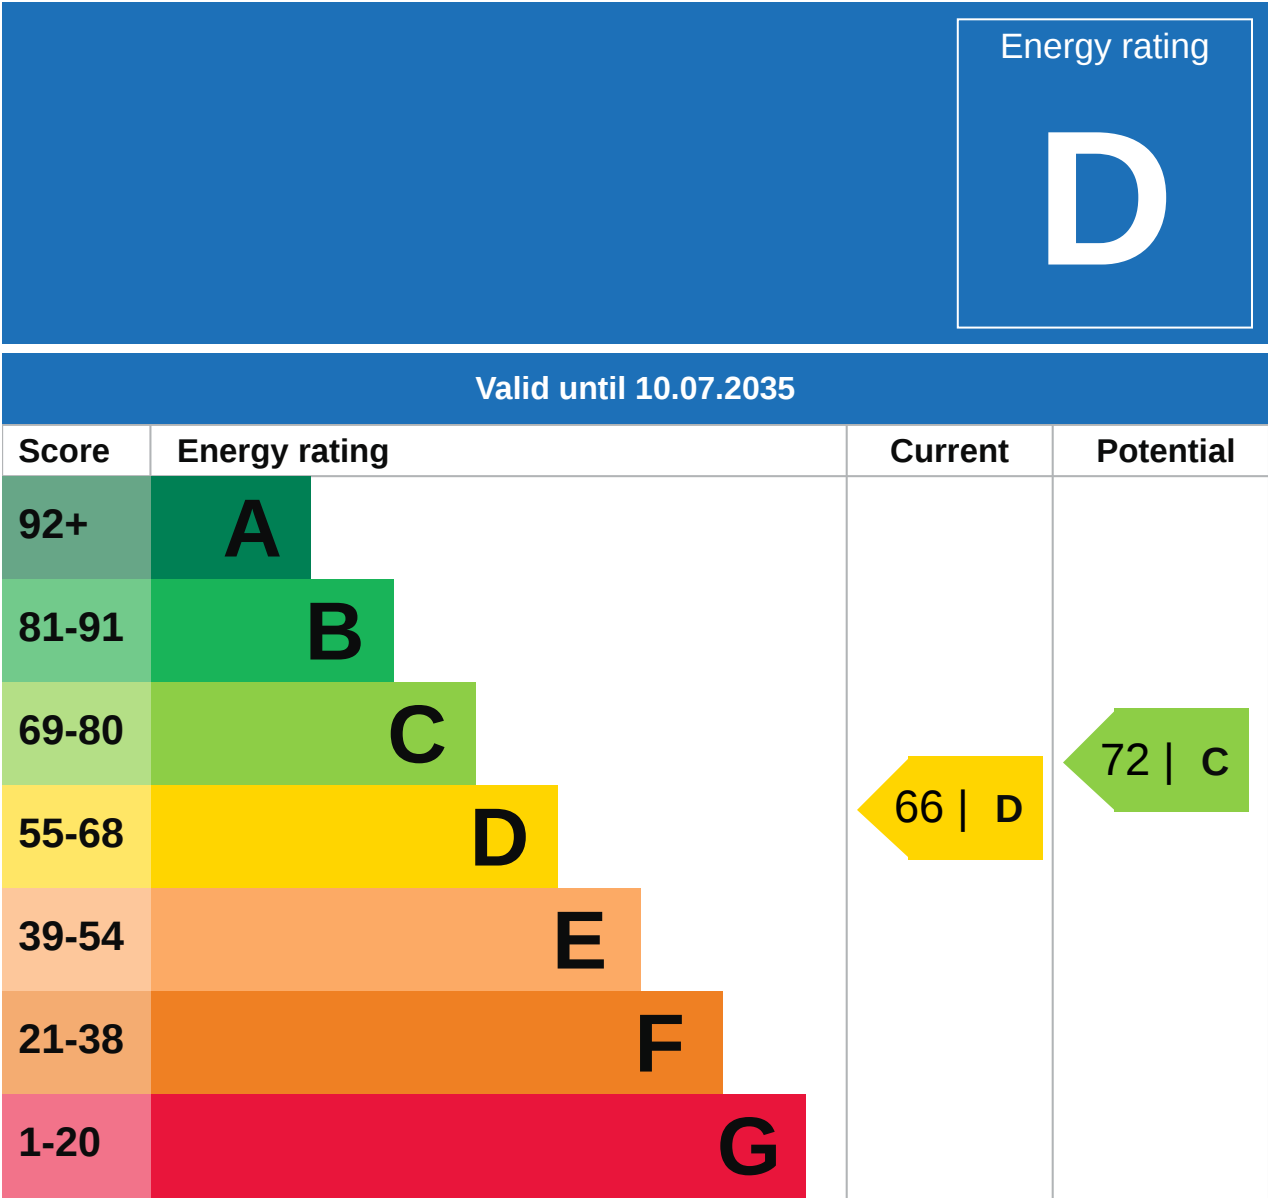 Energy rating
D
Valid until 10.07.2035
Score Energy rating Current Potential
92+ A
81-91 B
69-80 C
72 | C
55-68 D
66 | D
39-54 E
21-38 F
1-20 G